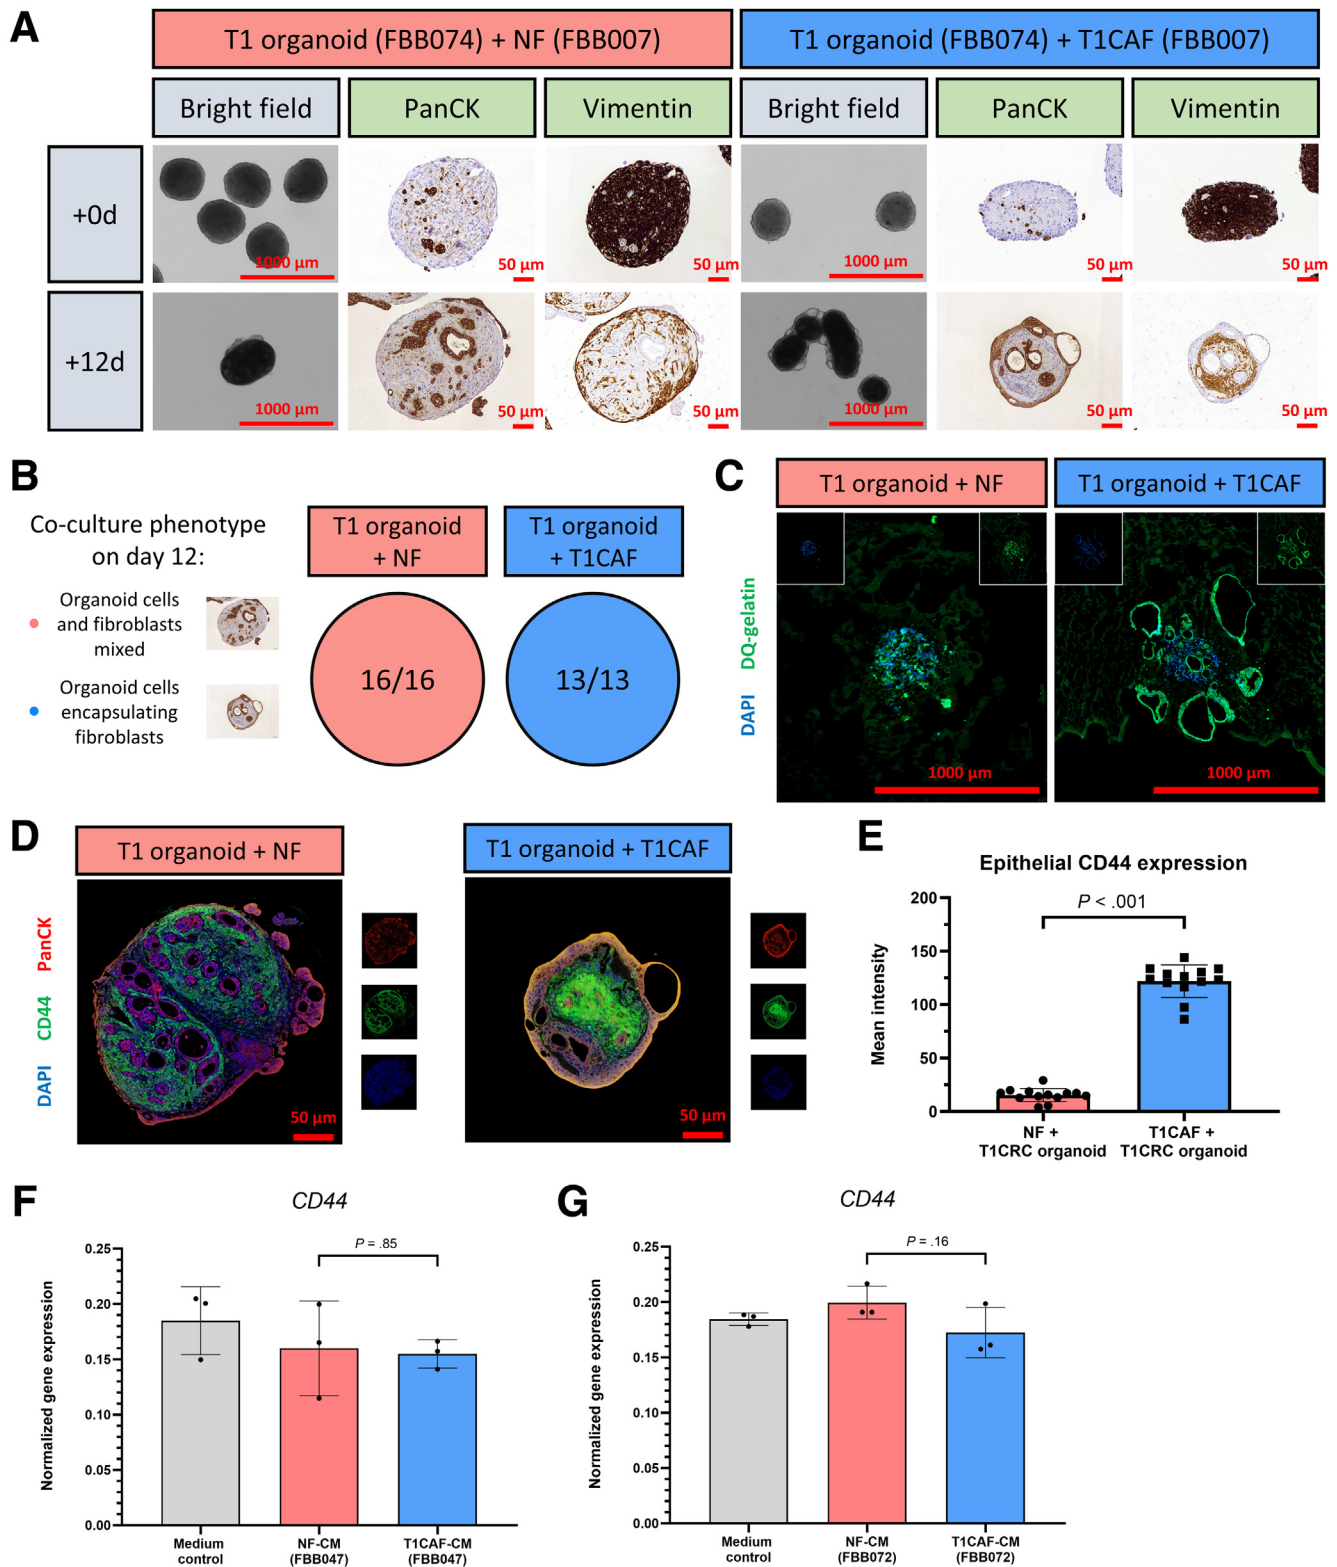 A
T1 organoid (FBB074) + NF (FBB007)
T1 organoid (FBB074) + T1CAF (FBB007)
Bright field
PanCK
Vimentin
Bright field
PanCK
Vimentin
+0d
1000 µm
50 µm
50 µm
1000 µm
50 µm
50 µm
+12d
1000 µm
50 µm
50 µm
1000 µm
50 µm
50 µm
B
Co-culture phenotype
on day 12:
Organoid cells
and fibroblasts
mixed
Organoid cells
encapsulating
fibroblasts
T1 organoid
+ NF
T1 organoid
+ T1CAF
16/16
13/13
C
T1 organoid + NF
T1 organoid + T1CAF
DAPI DQ-gelatin
1000 µm
1000 µm
D
T1 organoid + NF
T1 organoid + T1CAF
DAPI CD44 PanCK
50 µm
50 µm
E
Epithelial CD44 expression
P < .001
Mean intensity
200
150
100
50
0
NF +
T1CRC organoid
T1CAF +
T1CRC organoid
F
CD44
P = .85
Normalized gene expression
0.25
0.20
0.15
0.10
0.05
0.00
Medium
control
NF-CM
(FBB047)
T1CAF-CM
(FBB047)
G
CD44
P = .16
Normalized gene expression
0.25
0.20
0.15
0.10
0.05
0.00
Medium
control
NF-CM
(FBB072)
T1CAF-CM
(FBB072)